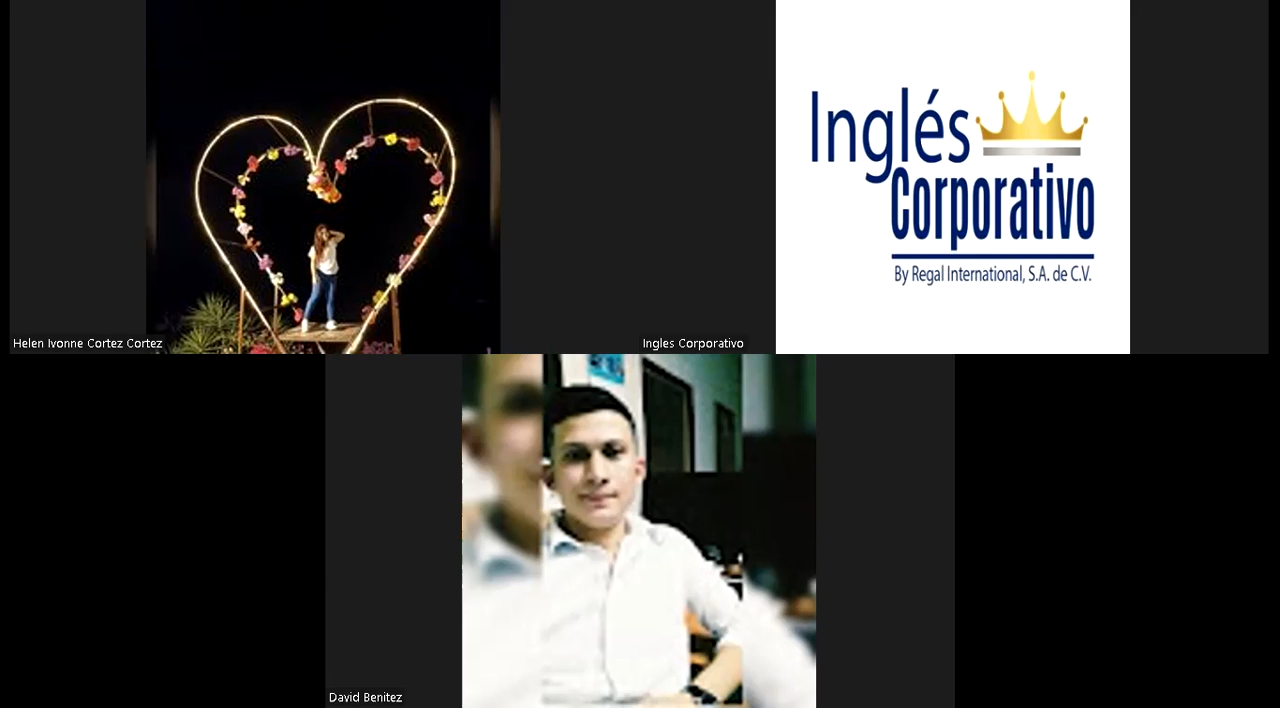 Inglés
Corporativo
By Regal International, S.A. de C.V.
Helen Ivonne Cortez Cortez
Ingles Corporativo
David Benitez